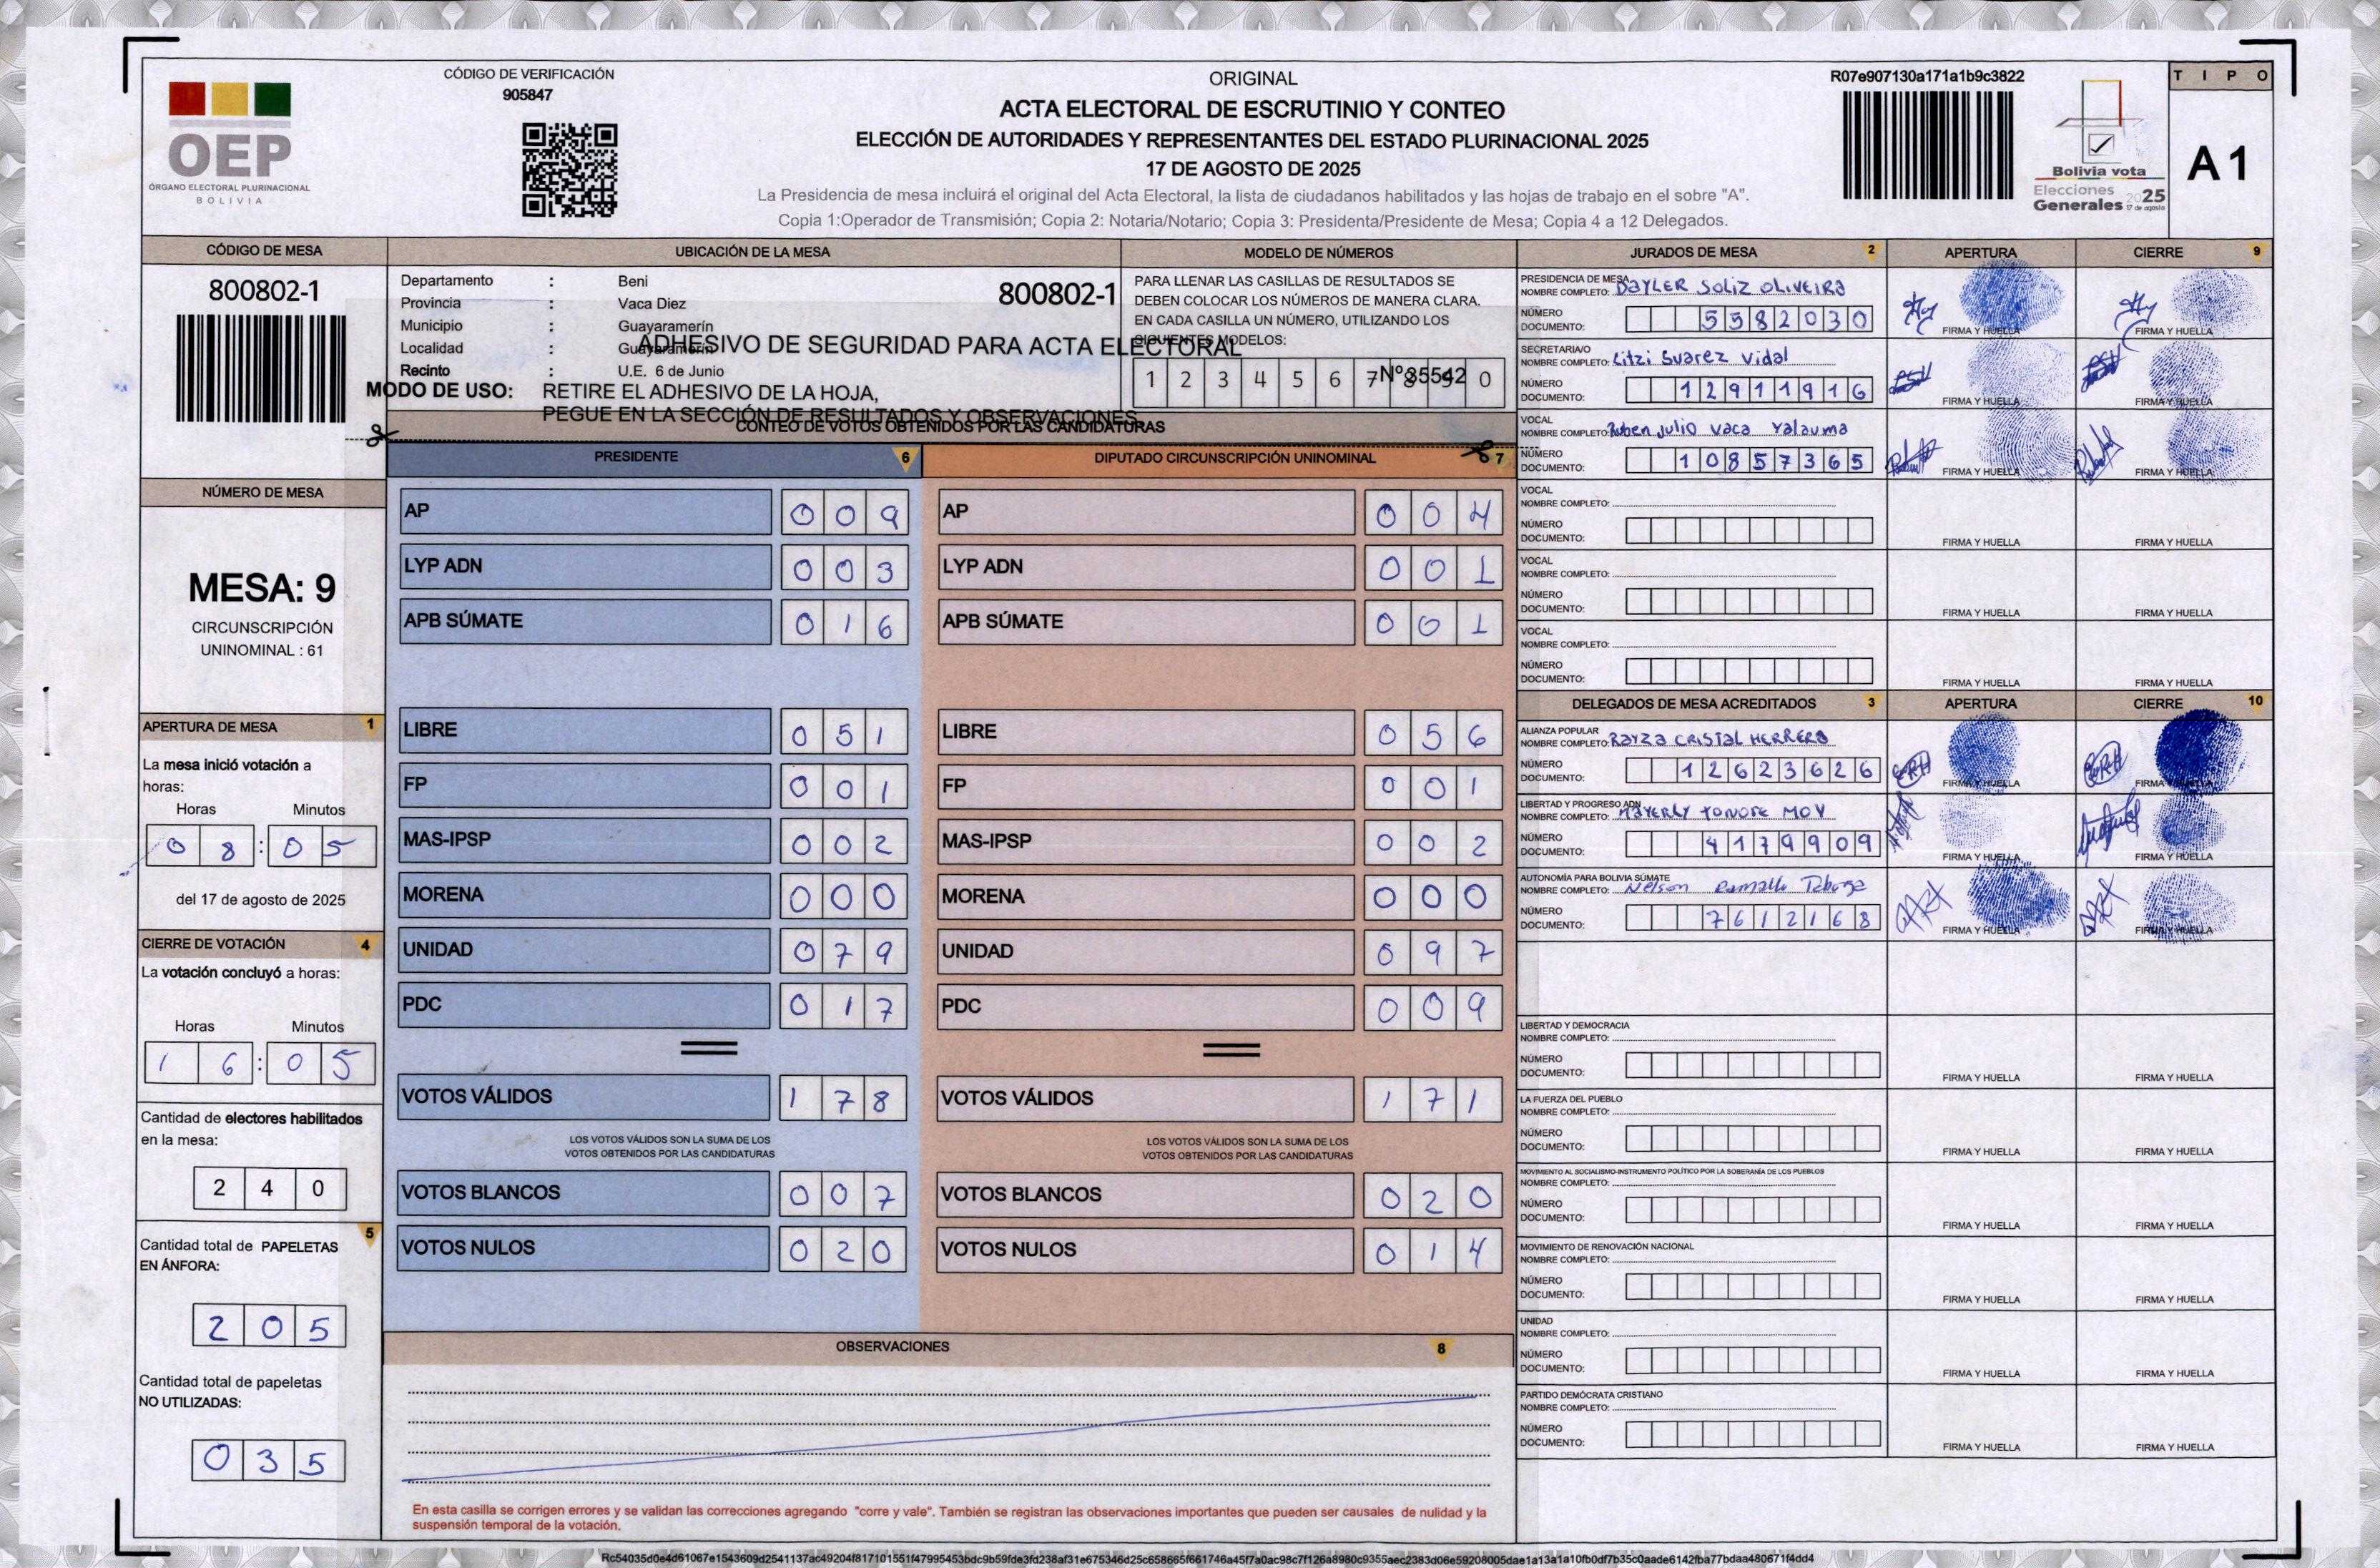 CÓDIGO DE VERIFICACIÓN
905847
OEP
ÓRGANO ELECTORAL PLURINACIONAL
BOLIVIA
ORIGINAL
ACTA ELECTORAL DE ESCRUTINIO Y CONTEO
ELECCIÓN DE AUTORIDADES Y REPRESENTANTES DEL ESTADO PLURINACIONAL 2025
17 DE AGOSTO DE 2025
La Presidencia de mesa incluirá el original del Acta Electoral, la lista de ciudadanos habilitados y las hojas de trabajo en el sobre "A".
Copia 1:Operador de Transmisión; Copia 2: Notaria/Notario; Copia 3: Presidenta/Presidente de Mesa; Copia 4 a 12 Delegados.
R07e907130a171a1b9c3822
Bolivia vota
Elecciones
Generales 2025
17 de agosto
TIPO
A1
CÓDIGO DE MESA
800802-1
NÚMERO DE MESA
MESA: 9
CIRCUNSCRIPCIÓN
UNINOMINAL : 61
APERTURA DE MESA 1
La mesa inició votación a
horas:
Horas Minutos
08:05
del 17 de agosto de 2025
CIERRE DE VOTACIÓN 4
La votación concluyó a horas:
Horas Minutos
16:05
Cantidad de electores habilitados
en la mesa:
240
5
Cantidad total de PAPELETAS
EN ÁNFORA:
205
Cantidad total de papeletas
NO UTILIZADAS:
035
UBICACIÓN DE LA MESA
Departamento : Beni
800802-1
Provincia : Vaca Diez
Municipio : Guayaramerín
Localidad : Guayaramerín
Recinto : U.E. 6 de Junio
ADHESIVO DE SEGURIDAD PARA ACTA ELECTORAL
Nº35542
MODO DE USO: RETIRE EL ADHESIVO DE LA HOJA,
PEGUE EN LA SECCIÓN DE RESULTADOS Y OBSERVACIONES
MODELO DE NÚMEROS
PARA LLENAR LAS CASILLAS DE RESULTADOS SE
DEBEN COLOCAR LOS NÚMEROS DE MANERA CLARA.
EN CADA CASILLA UN NÚMERO, UTILIZANDO LOS
SIGUIENTES MODELOS:
1 2 3 4 5 6 7 8 9 0
CONTEO DE VOTOS OBTENIDOS POR LAS CANDIDATURAS
PRESIDENTE 6
AP 009
LYP ADN 003
APB SÚMATE 016
LIBRE 051
FP 001
MAS-IPSP 002
MORENA 000
UNIDAD 079
PDC 017
VOTOS VÁLIDOS 178
LOS VOTOS VÁLIDOS SON LA SUMA DE LOS
VOTOS OBTENIDOS POR LAS CANDIDATURAS
VOTOS BLANCOS 007
VOTOS NULOS 020
DIPUTADO CIRCUNSCRIPCIÓN UNINOMINAL 7
AP 004
LYP ADN 001
APB SÚMATE 001
LIBRE 056
FP 001
MAS-IPSP 002
MORENA 000
UNIDAD 097
PDC 009
VOTOS VÁLIDOS 171
LOS VOTOS VÁLIDOS SON LA SUMA DE LOS
VOTOS OBTENIDOS POR LAS CANDIDATURAS
VOTOS BLANCOS 020
VOTOS NULOS 014
OBSERVACIONES 8
En esta casilla se corrigen errores y se validan las correcciones agregando "corre y vale". También se registran las observaciones importantes que pueden ser causales de nulidad y la
suspensión temporal de la votación.
JURADOS DE MESA 2 APERTURA CIERRE 9
PRESIDENCIA DE MESA
NOMBRE COMPLETO: DAYLER SOLIZ OLIVEIRA
NÚMERO
DOCUMENTO: 5582030
FIRMA Y HUELLA FIRMA Y HUELLA
SECRETARIA/O
NOMBRE COMPLETO: Litzi Suarez Vidal
NÚMERO
DOCUMENTO: 12911916
FIRMA Y HUELLA FIRMA Y HUELLA
VOCAL
NOMBRE COMPLETO: Ruben Julio Vaca Yalauma
NÚMERO
DOCUMENTO: 10857365
FIRMA Y HUELLA FIRMA Y HUELLA
VOCAL
NOMBRE COMPLETO:
NÚMERO
DOCUMENTO:
FIRMA Y HUELLA FIRMA Y HUELLA
VOCAL
NOMBRE COMPLETO:
NÚMERO
DOCUMENTO:
FIRMA Y HUELLA FIRMA Y HUELLA
VOCAL
NOMBRE COMPLETO:
NÚMERO
DOCUMENTO:
FIRMA Y HUELLA FIRMA Y HUELLA
DELEGADOS DE MESA ACREDITADOS 3 APERTURA CIERRE 10
ALIANZA POPULAR
NOMBRE COMPLETO: RAYZA CRISTAL HERRERA
NÚMERO
DOCUMENTO: 12623626
FIRMA Y HUELLA FIRMA Y HUELLA
LIBERTAD Y PROGRESO ADN
NOMBRE COMPLETO: MAYERLY
NÚMERO
DOCUMENTO: 4179909
FIRMA Y HUELLA FIRMA Y HUELLA
AUTONOMÍA PARA BOLIVIA SÚMATE
NOMBRE COMPLETO: Nelson Ramallo
NÚMERO
DOCUMENTO: 7612168
FIRMA Y HUELLA FIRMA Y HUELLA
LIBERTAD Y DEMOCRACIA
NOMBRE COMPLETO:
NÚMERO
DOCUMENTO:
FIRMA Y HUELLA FIRMA Y HUELLA
LA FUERZA DEL PUEBLO
NOMBRE COMPLETO:
NÚMERO
DOCUMENTO:
FIRMA Y HUELLA FIRMA Y HUELLA
MOVIMIENTO AL SOCIALISMO-INSTRUMENTO POLÍTICO POR LA SOBERANÍA DE LOS PUEBLOS
NOMBRE COMPLETO:
NÚMERO
DOCUMENTO:
FIRMA Y HUELLA FIRMA Y HUELLA
MOVIMIENTO DE RENOVACIÓN NACIONAL
NOMBRE COMPLETO:
NÚMERO
DOCUMENTO:
FIRMA Y HUELLA FIRMA Y HUELLA
UNIDAD
NOMBRE COMPLETO:
NÚMERO
DOCUMENTO:
FIRMA Y HUELLA FIRMA Y HUELLA
PARTIDO DEMÓCRATA CRISTIANO
NOMBRE COMPLETO:
NÚMERO
DOCUMENTO:
FIRMA Y HUELLA FIRMA Y HUELLA